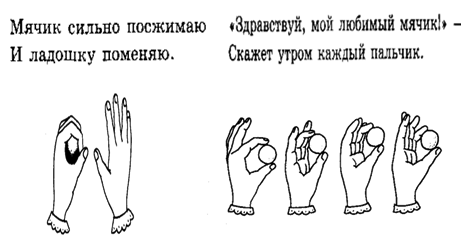 Мячик сильно посжимаю
И ладошку поменяю.
«Здравствуй, мой любимый мячик!» –
Скажет утром каждый пальчик.